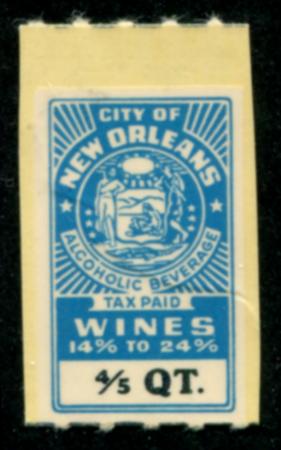 CITY OF
NEW ORLEANS
ALCOHOLIC BEVERAGE
TAX PAID
WINES
14% TO 24%
4/5 QT.